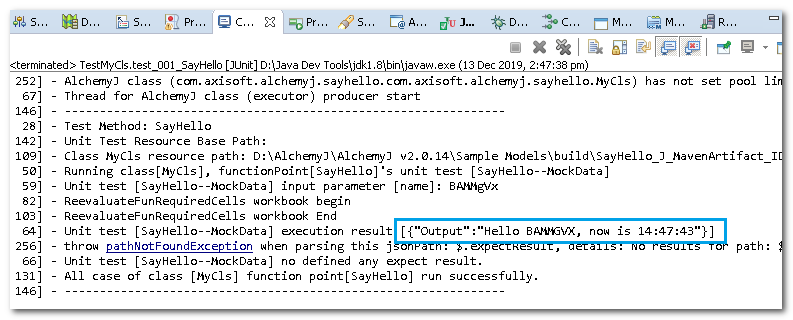 S... D... P... C... Pr... S... @ A... J... D... C... M... M... S...
<terminated> TestMyCls.test_001_SayHello [JUnit] D:\Java Dev Tools\jdk1.8\bin\javaw.exe (13 Dec 2019, 2:47:38 pm)
252] - AlchemyJ class (com.axisoft.alchemyj.sayhello.com.axisoft.alchemyj.sayhello.MyCls) has not set pool lim
67] - Thread for AlchemyJ class (executor) producer start
146] - ------------------------------------------------------------
28] - Test Method: SayHello
142] - Unit Test Resource Base Path:
109] - Class MyCls resource path: D:\AlchemyJ\AlchemyJ v2.0.14\Sample Models\build\SayHello_J_MavenArtifact_ID
50] - Running class[MyCls], functionPoint[SayHello]'s unit test [SayHello--MockData]
59] - Unit test [SayHello--MockData] input parameter [name]: BAMMgVx
82] - ReevaluateFunRequiredCells workbook begin
103] - ReevaluateFunRequiredCells workbook End
64] - Unit test [SayHello--MockData] execution result [{"Output":"Hello BAMMGVX, now is 14:47:43"}]
256] - throw pathNotFoundException when parsing this jsonPath: $.expectResult, details: No results for path: $
66] - Unit test [SayHello--MockData] no defined any expect result.
131] - All case of class [MyCls] function point[SayHello] run successfully.
146] - ------------------------------------------------------------